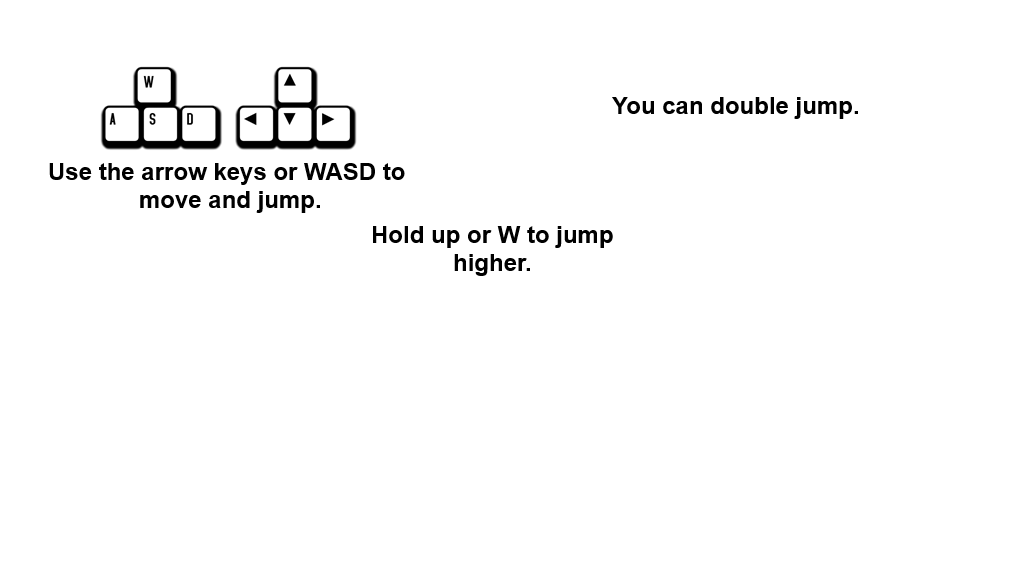 W
A S D
▲
◀ ▼ ▶
Use the arrow keys or WASD to
move and jump.
Hold up or W to jump
higher.
You can double jump.